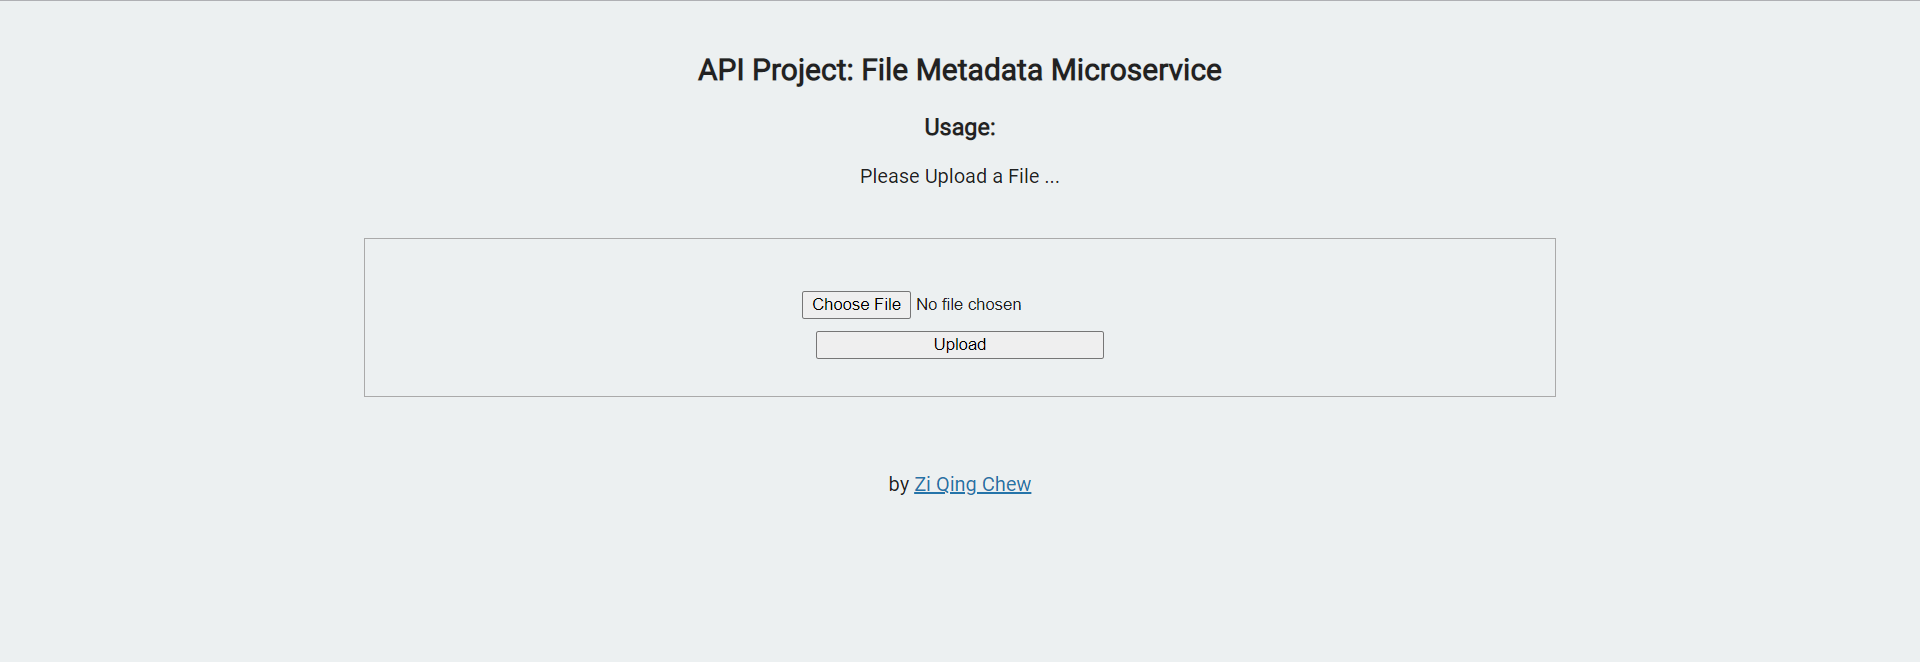 API Project: File Metadata Microservice
Usage:
Please Upload a File ...
Choose File No file chosen
Upload
by Zi Qing Chew